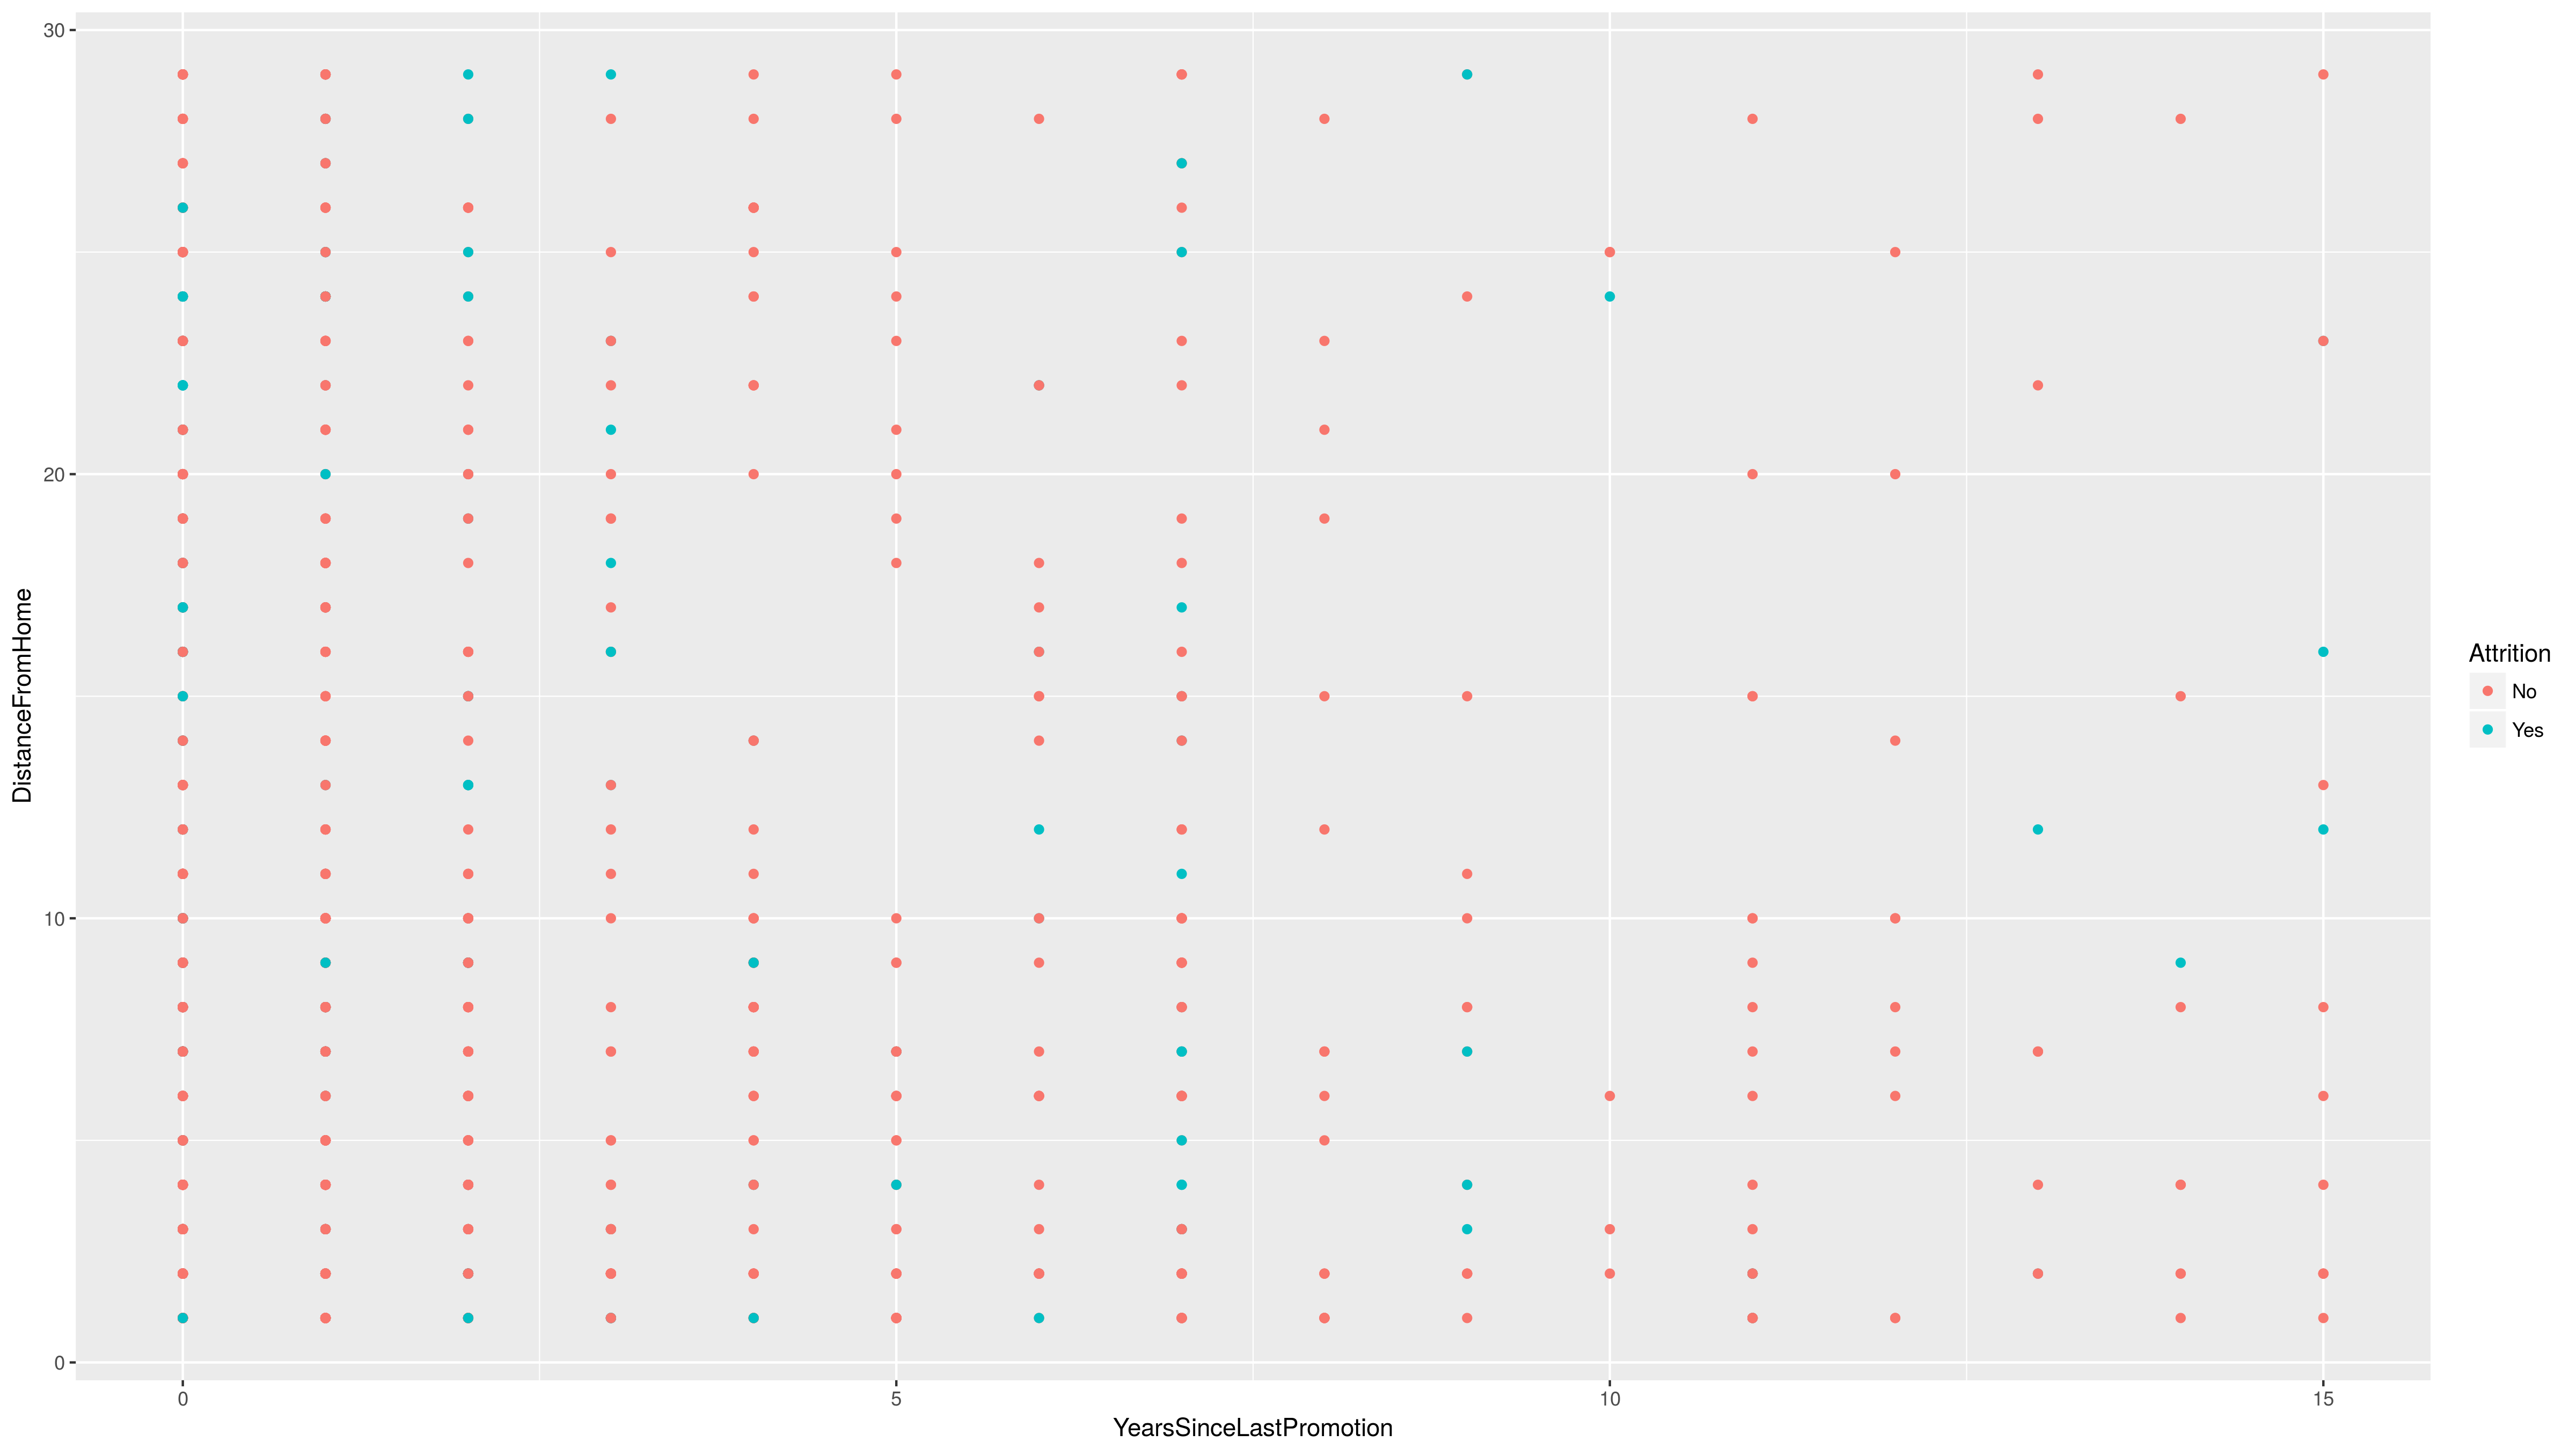 30
20
10
0
DistanceFromHome
0 5 10 15
YearsSinceLastPromotion
Attrition
No
Yes